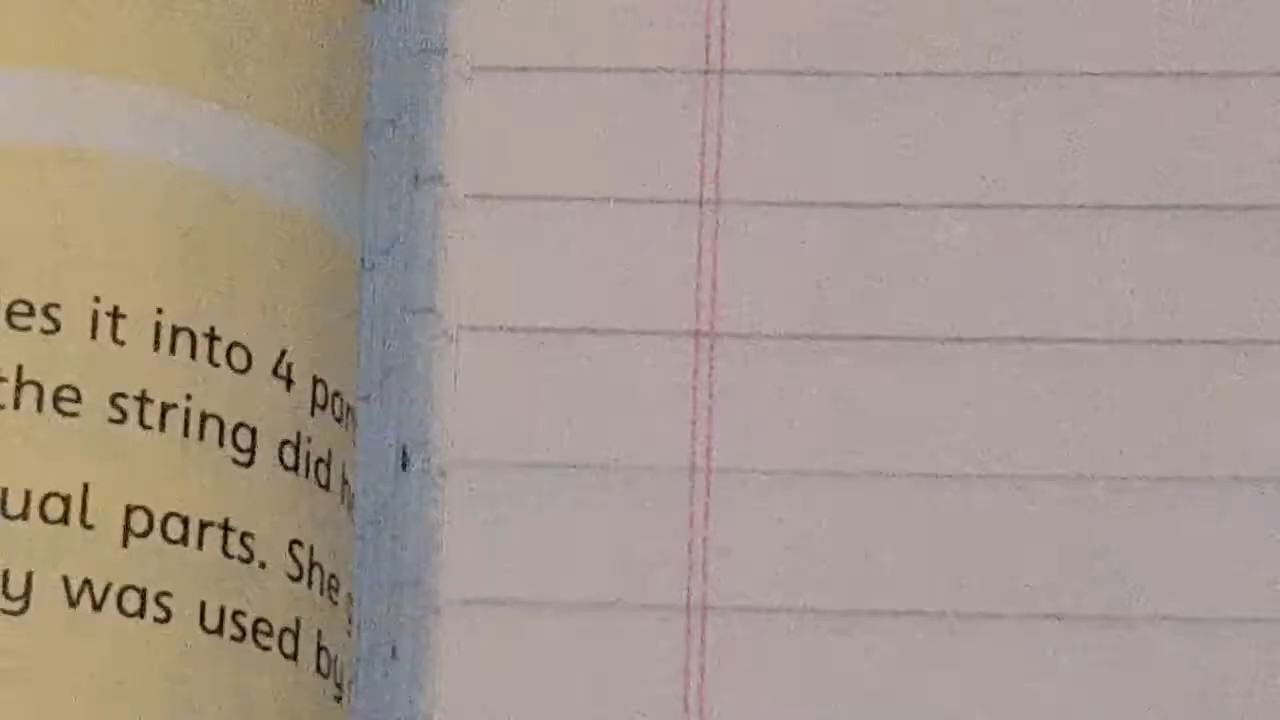 es it into 4
the string did
ual parts. She
y was used by